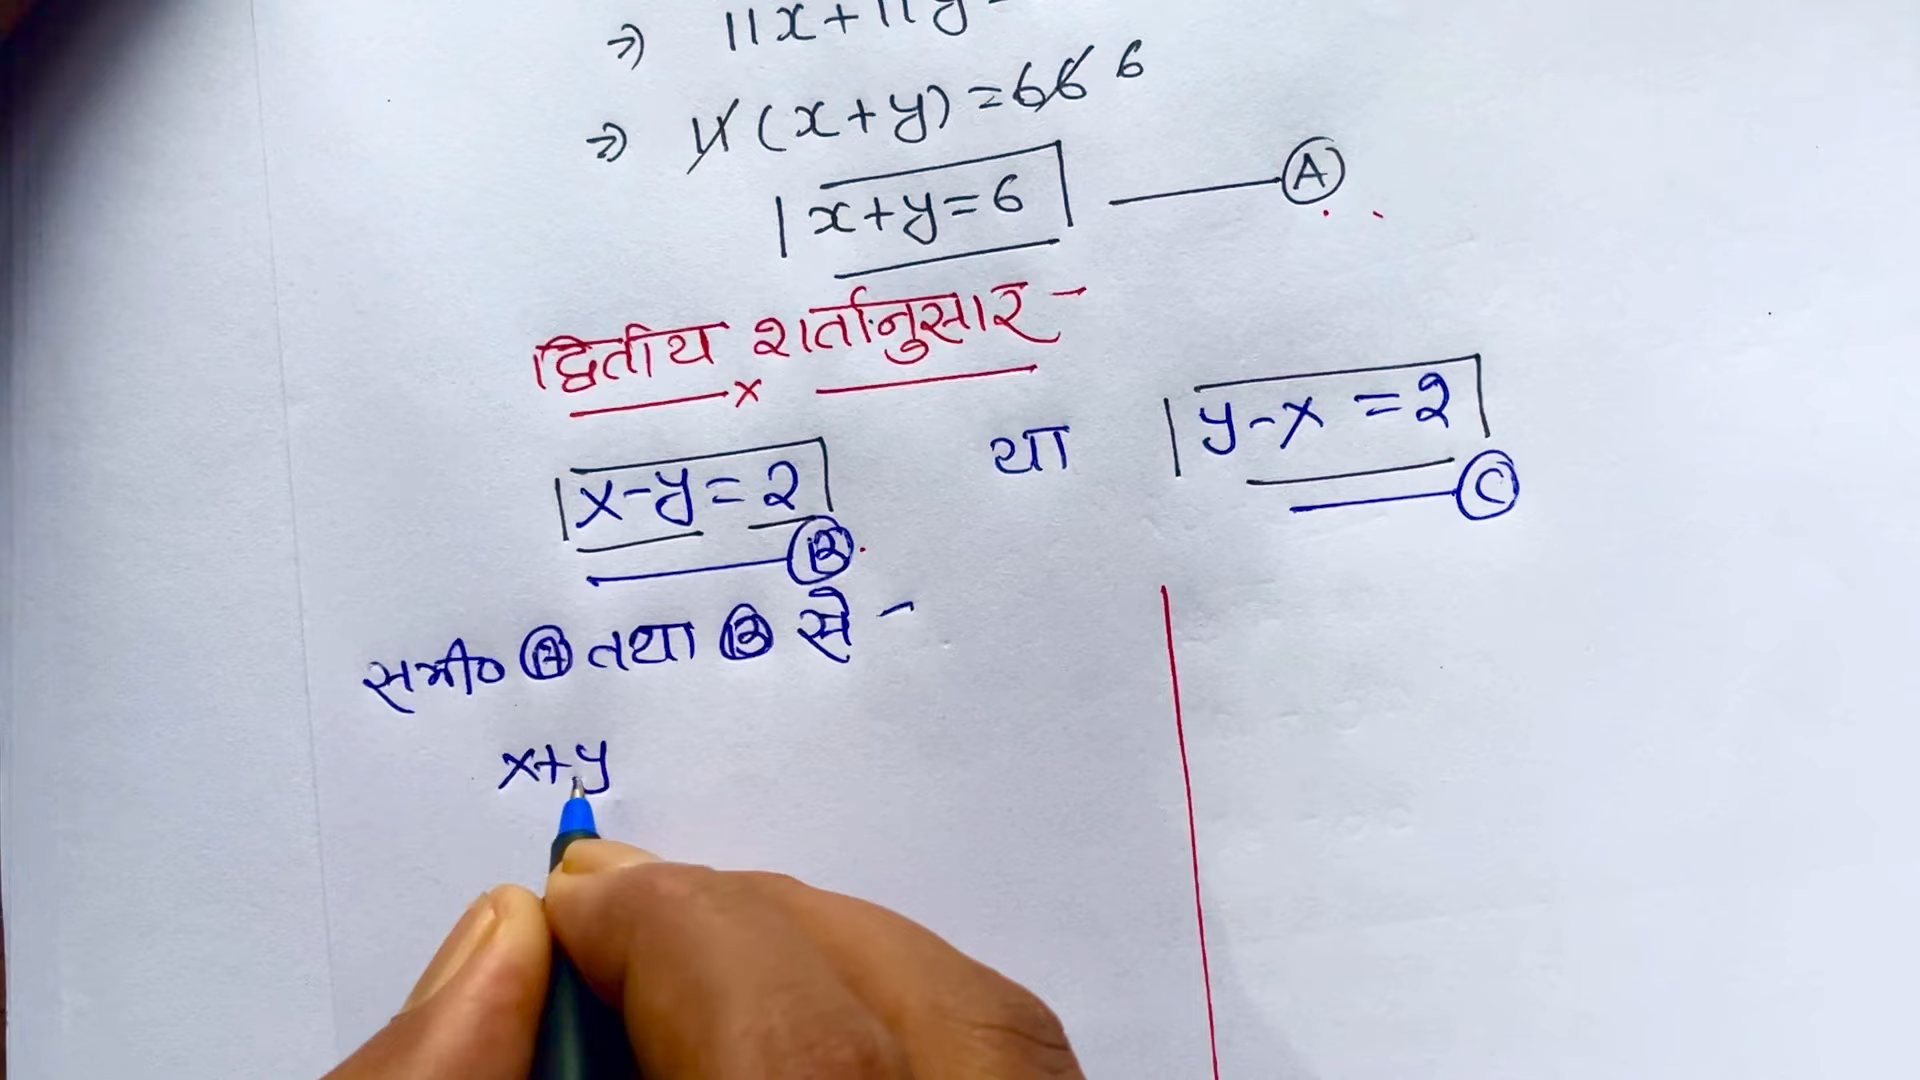 ⇒ 11x+11y=
⇒ 11(x+y)=66 6
x+y=6 Ⓐ
द्वितीय शर्तानुसार-
x-y=2 या y-x=2
Ⓑ Ⓒ
समी० Ⓐ तथा Ⓑ से-
x+y